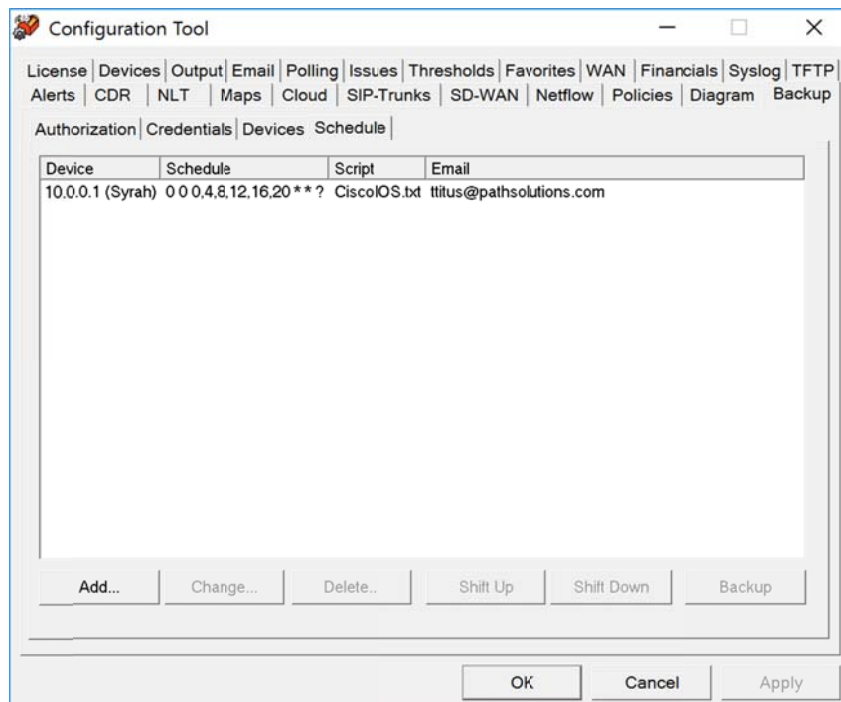 Configuration Tool
License Devices Output Email Polling Issues Thresholds Favorites WAN Financials Syslog TFTP
Alerts CDR NLT Maps Cloud SIP-Trunks SD-WAN Netflow Policies Diagram Backup
Authorization Credentials Devices Schedule
Device Schedule Script Email
10.0.0.1 (Syrah) 0 0 0,4,8,12,16,20 * * ? CiscoIOS.txt ttitus@pathsolutions.com
Add... Change... Delete.. Shift Up Shift Down Backup
OK Cancel Apply